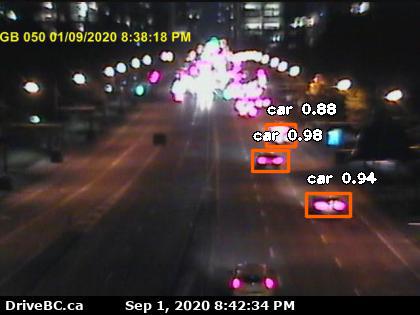 GB 050 01/09/2020 8:38:18 PM
car 0.88
car 0.98
car 0.94
DriveBC.ca Sep 1, 2020 8:42:34 PM